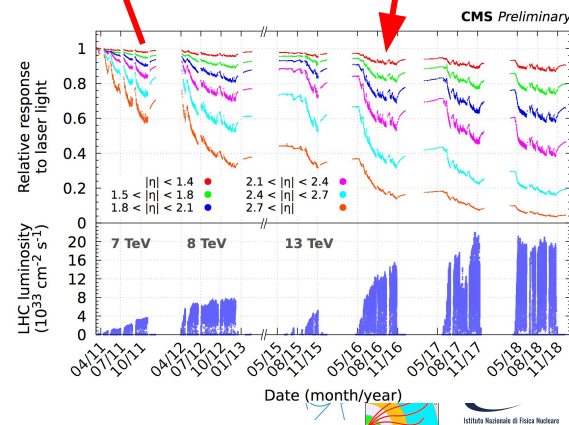 CMS Preliminary
Relative response
to laser light
1
0.8
0.6
0.4
0.2
0
|η| < 1.4
1.5 < |η| < 1.8
1.8 < |η| < 2.1
2.1 < |η| < 2.4
2.4 < |η| < 2.7
2.7 < |η|
LHC luminosity
(10³³ cm⁻² s⁻¹)
20
16
12
8
4
0
7 TeV
8 TeV
13 TeV
04/11
07/11
10/11
04/12
07/12
10/12
01/13
05/15
08/15
11/15
05/16
08/16
11/16
05/17
08/17
11/17
05/18
08/18
11/18
Date (month/year)
Istituto Nazionale di Fisica Nucleare